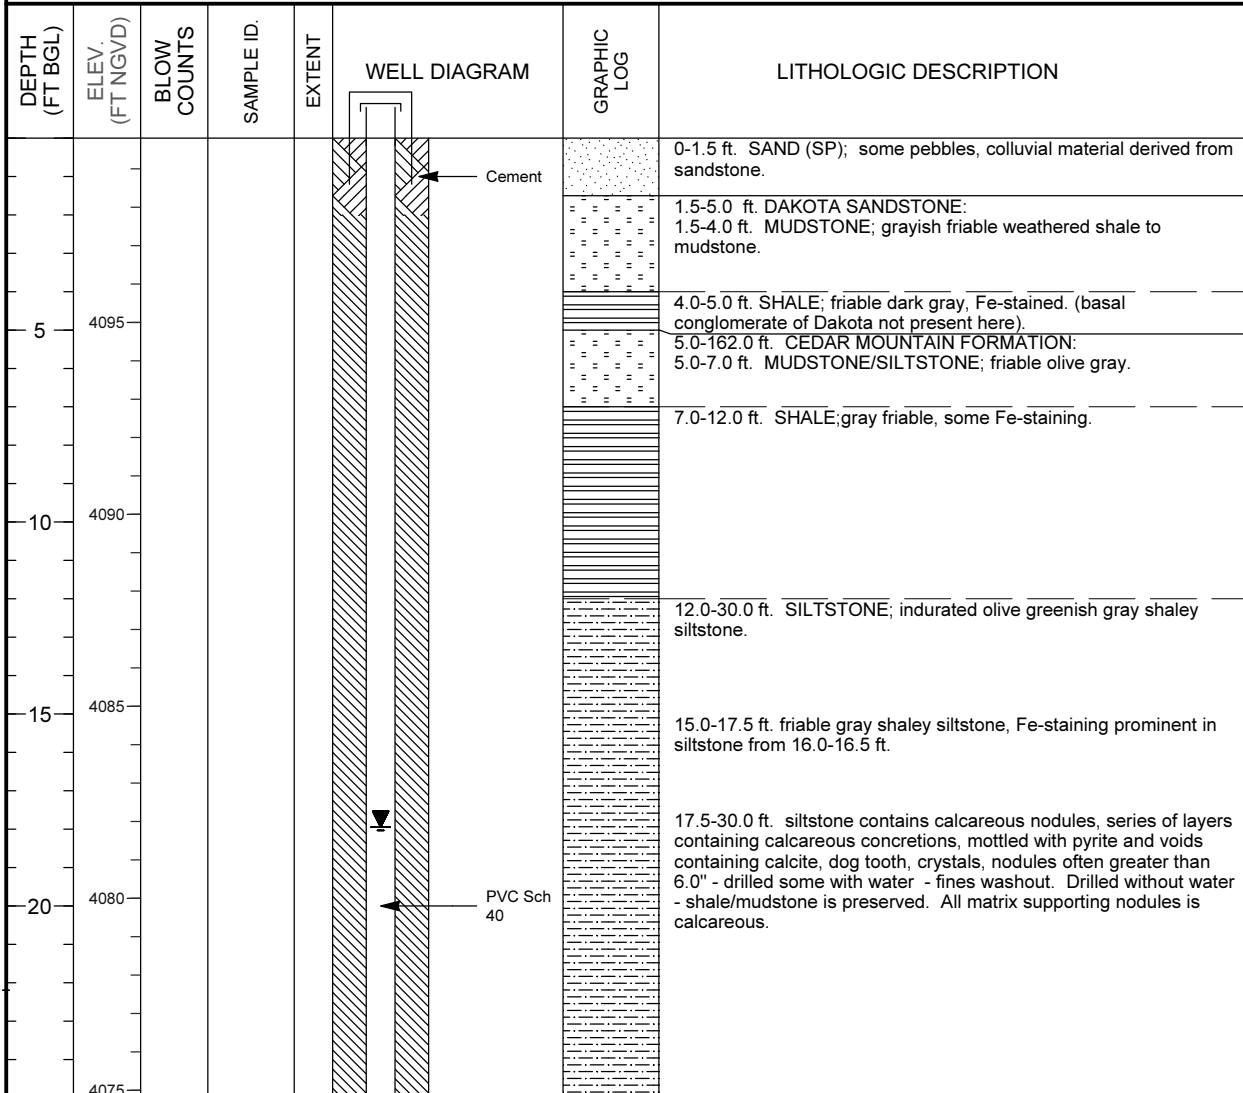 DEPTH
(FT BGL)
ELEV.
(FT NGVD)
BLOW
COUNTS
SAMPLE ID.
EXTENT
WELL DIAGRAM
GRAPHIC
LOG
LITHOLOGIC DESCRIPTION
0-1.5 ft. SAND (SP); some pebbles, colluvial material derived from
sandstone.
Cement
1.5-5.0 ft. DAKOTA SANDSTONE:
1.5-4.0 ft. MUDSTONE; grayish friable weathered shale to
mudstone.
4.0-5.0 ft. SHALE; friable dark gray, Fe-stained. (basal
conglomerate of Dakota not present here).
5
4095
5.0-162.0 ft. CEDAR MOUNTAIN FORMATION:
5.0-7.0 ft. MUDSTONE/SILTSTONE; friable olive gray.
7.0-12.0 ft. SHALE;gray friable, some Fe-staining.
10
4090
12.0-30.0 ft. SILTSTONE; indurated olive greenish gray shaley
siltstone.
15
4085
15.0-17.5 ft. friable gray shaley siltstone, Fe-staining prominent in
siltstone from 16.0-16.5 ft.
17.5-30.0 ft. siltstone contains calcareous nodules, series of layers
containing calcareous concretions, mottled with pyrite and voids
containing calcite, dog tooth, crystals, nodules often greater than
6.0" - drilled some with water - fines washout. Drilled without water
- shale/mudstone is preserved. All matrix supporting nodules is
calcareous.
20
4080
PVC Sch
40
4075